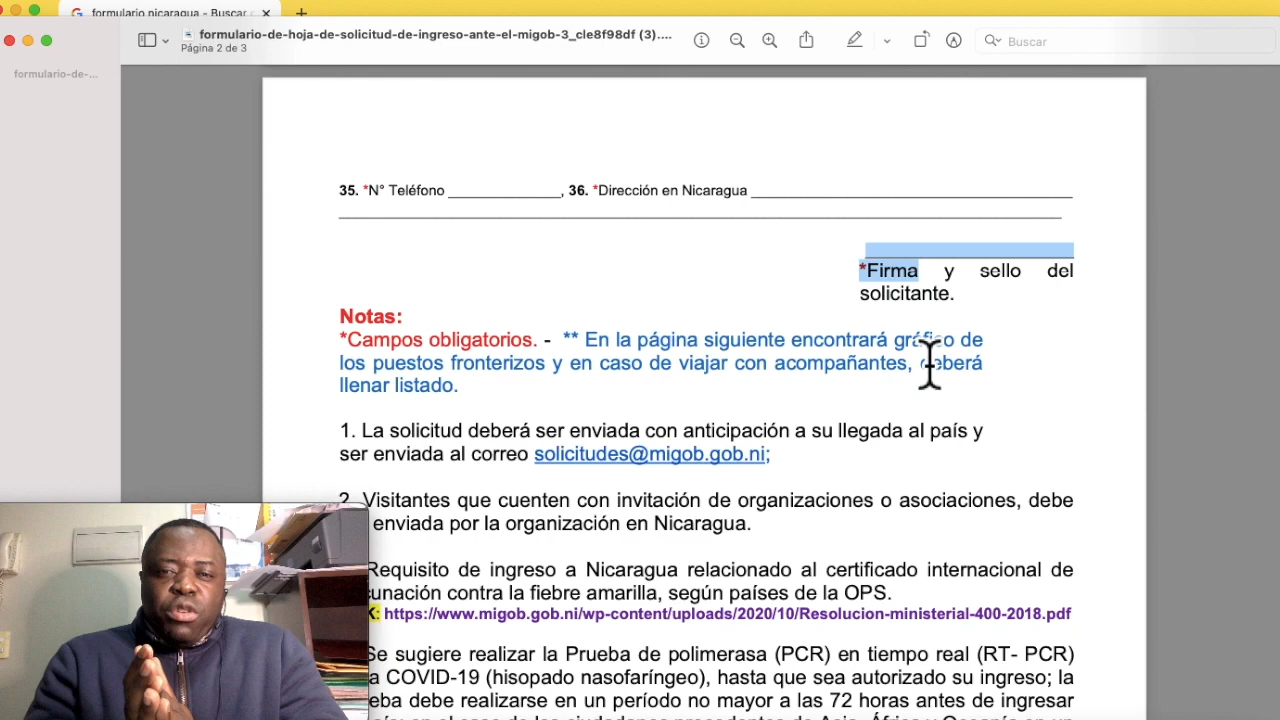 formulario nicaragua - Buscar
formulario-de-hoja-de-solicitud-de-ingreso-ante-el-migob-3_cle8f98df (3)....
Página 2 de 3
Buscar
formulario-de-...
35. *N° Teléfono ____________, 36. *Dirección en Nicaragua ____________
*Firma y sello del
solicitante.
Notas:
*Campos obligatorios. - ** En la página siguiente encontrará gráfico de
los puestos fronterizos y en caso de viajar con acompañantes, deberá
llenar listado.
1. La solicitud deberá ser enviada con anticipación a su llegada al país y
ser enviada al correo solicitudes@migob.gob.ni;
2. Visitantes que cuenten con invitación de organizaciones o asociaciones, debe
enviada por la organización en Nicaragua.
Requisito de ingreso a Nicaragua relacionado al certificado internacional de
contra la fiebre amarilla, según países de la OPS.
https://www.migob.gob.ni/wp-content/uploads/2020/10/Resolucion-ministerial-400-2018.pdf
Se sugiere realizar la Prueba de polimerasa (PCR) en tiempo real (RT- PCR)
COVID-19 (hisopado nasofaríngeo), hasta que sea autorizado su ingreso; la
debe realizarse en un período no mayor a las 72 horas antes de ingresar